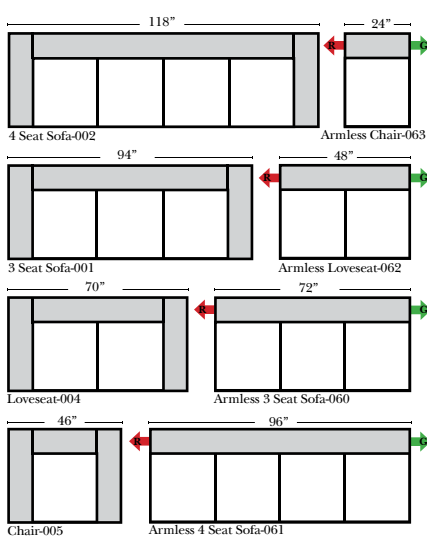 118” 24”
R G
4 Seat Sofa-002 Armless Chair-063
94” 48”
R G
3 Seat Sofa-001 Armless Loveseat-062
70” 72”
R G
Loveseat-004 Armless 3 Seat Sofa-060
46” 96”
R G
Chair-005 Armless 4 Seat Sofa-061